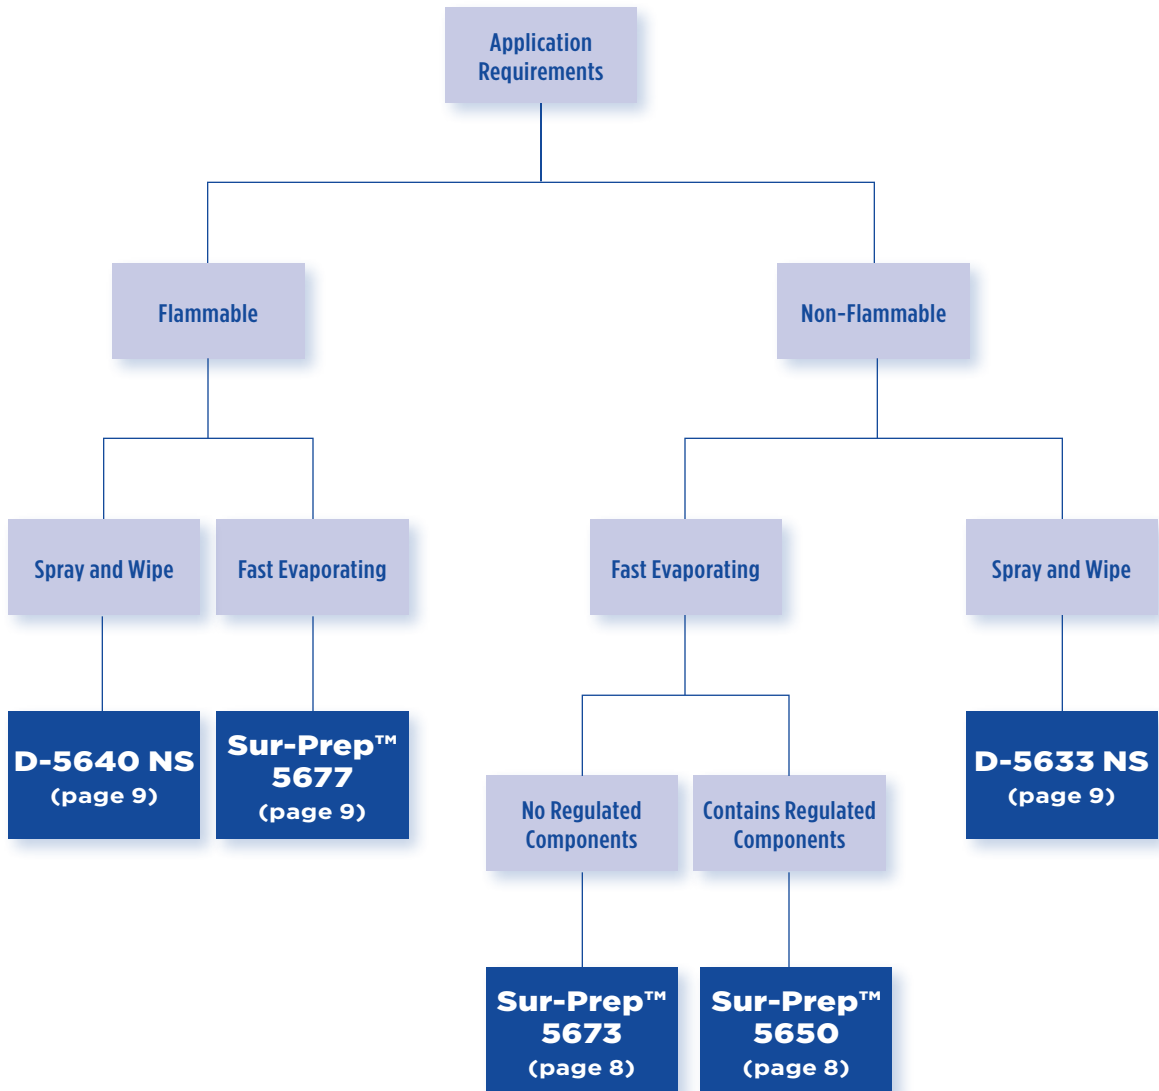 Application
Requirements
Flammable
Non-Flammable
Spray and Wipe
Fast Evaporating
Fast Evaporating
Spray and Wipe
D-5640 NS
(page 9)
Sur-Prep™
5677
(page 9)
D-5633 NS
(page 9)
No Regulated
Components
Contains Regulated
Components
Sur-Prep™
5673
(page 8)
Sur-Prep™
5650
(page 8)